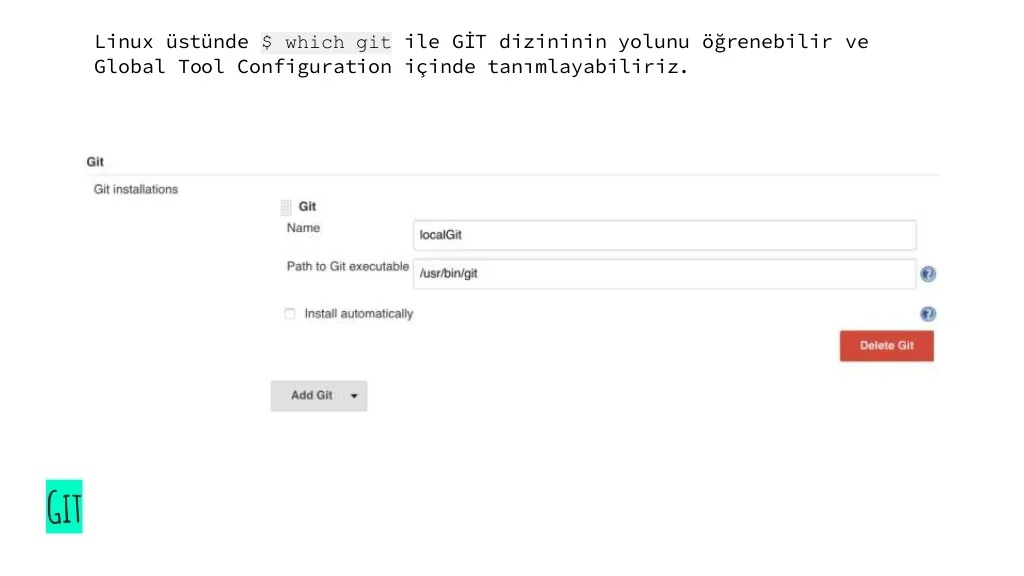 Linux üstünde $ which git ile GİT dizininin yolunu öğrenebilir ve
Global Tool Configuration içinde tanımlayabiliriz.
Git
Git installations
Git
Name
localGit
Path to Git executable
/usr/bin/git
Install automatically
Delete Git
Add Git
GIT